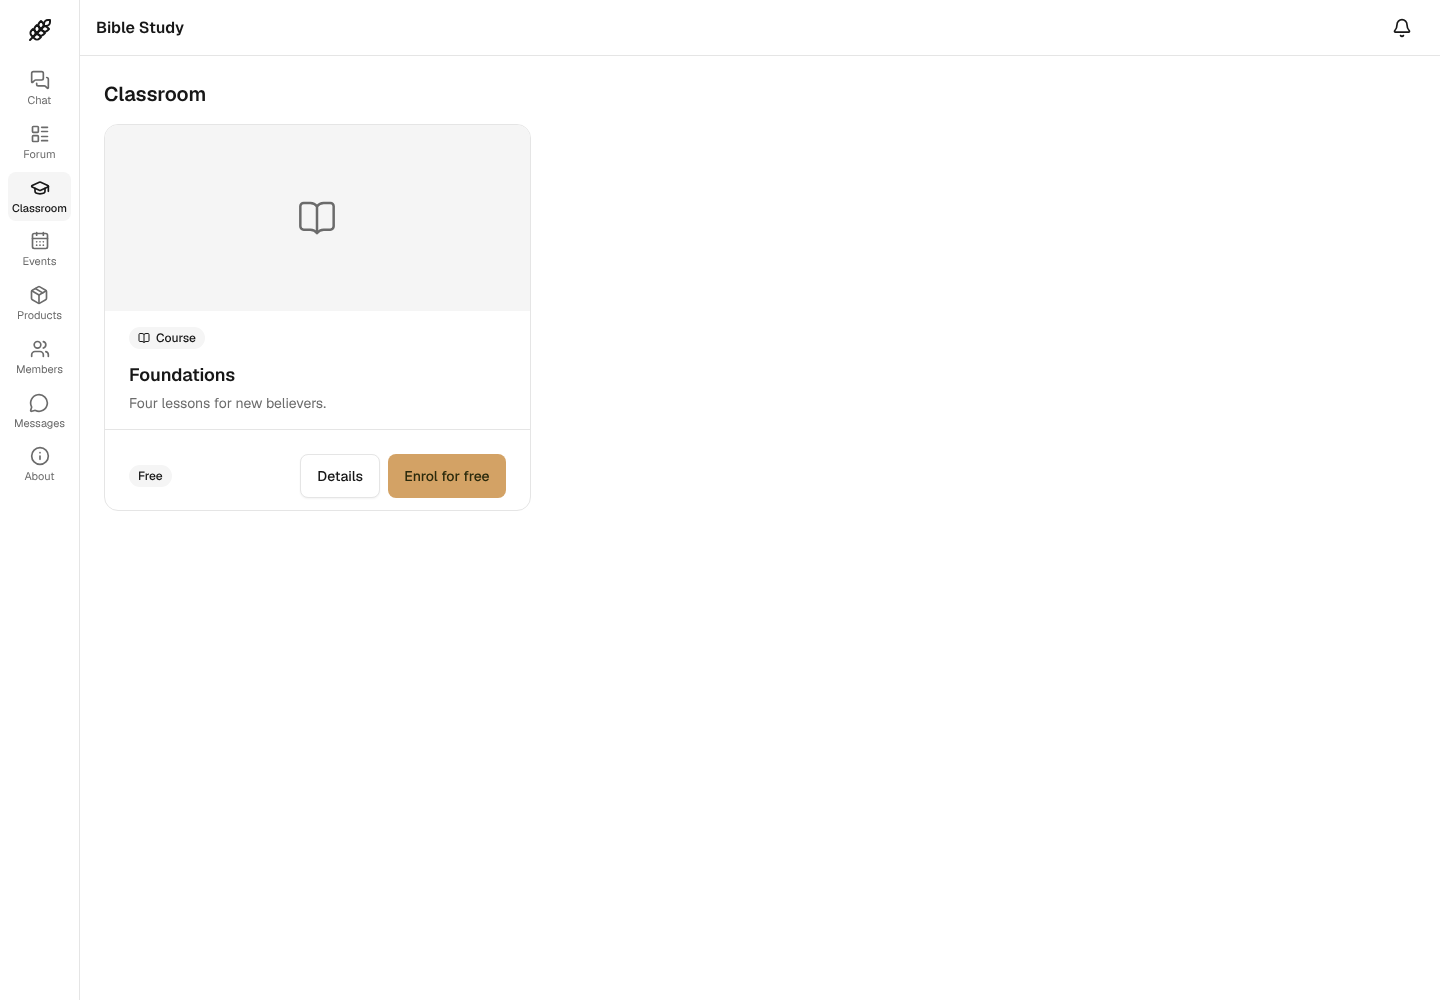 Bible Study
Chat
Forum
Classroom
Events
Products
Members
Messages
About
Classroom
Course
Foundations
Four lessons for new believers.
Free
Details
Enrol for free